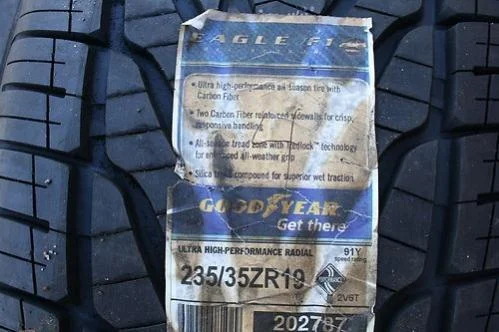 EAGLE F1
• Ultra high-performance all season tire with
Carbon Fiber
• Two Carbon Fiber reinforced sidewalls for crisp,
responsive handling
• All-season tread zone with TredLock™ technology
for enhanced all-weather grip
• Silica tread compound for superior wet traction
GOODYEAR
Get there
ULTRA HIGH-PERFORMANCE RADIAL
91Y
speed rating
235/35ZR19
2V6T
202787